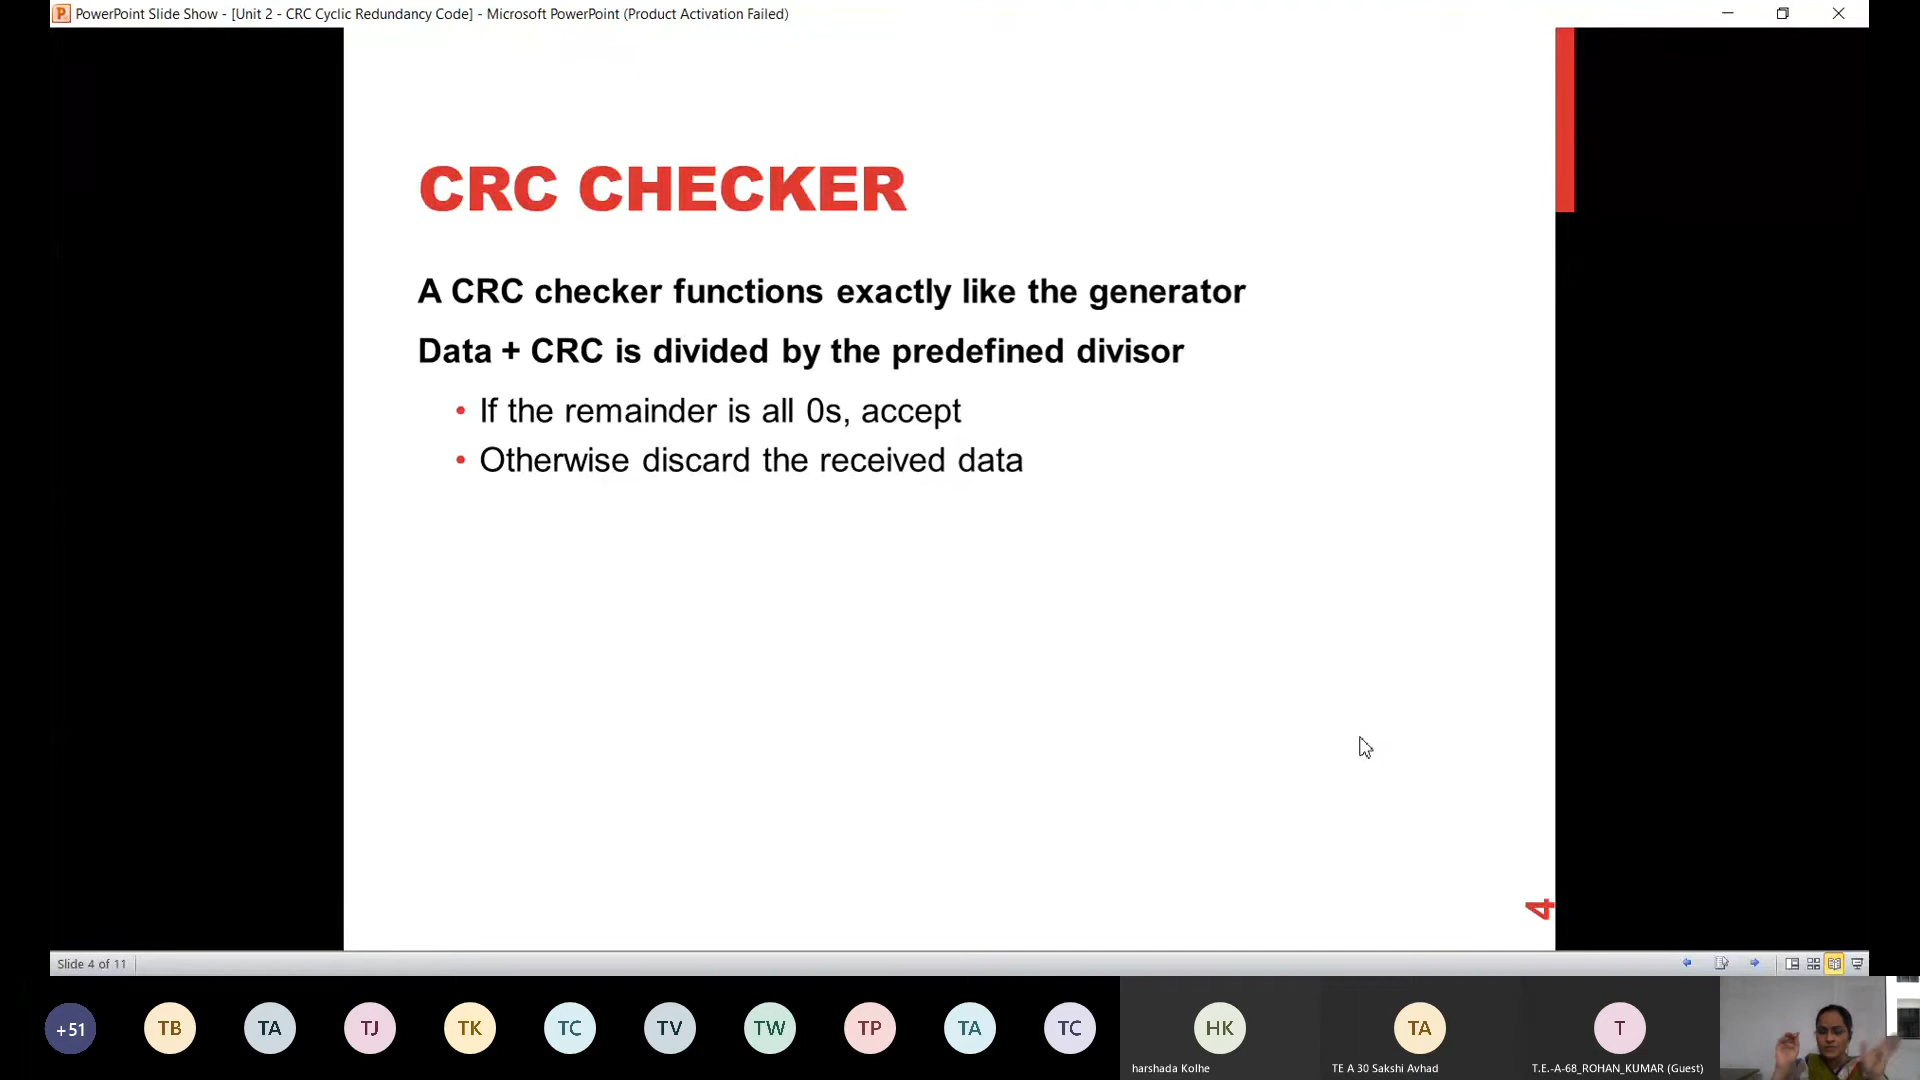 PowerPoint Slide Show - [Unit 2 - CRC Cyclic Redundancy Code] - Microsoft PowerPoint (Product Activation Failed)
CRC CHECKER
A CRC checker functions exactly like the generator
Data + CRC is divided by the predefined divisor
• If the remainder is all 0s, accept
• Otherwise discard the received data
4
Slide 4 of 11
+51
TB
TA
TJ
TK
TC
TV
TW
TP
TA
TC
HK
harshada Kolhe
TA
TE A 30 Sakshi Avhad
T
T.E.-A-68_ROHAN_KUMAR (Guest)